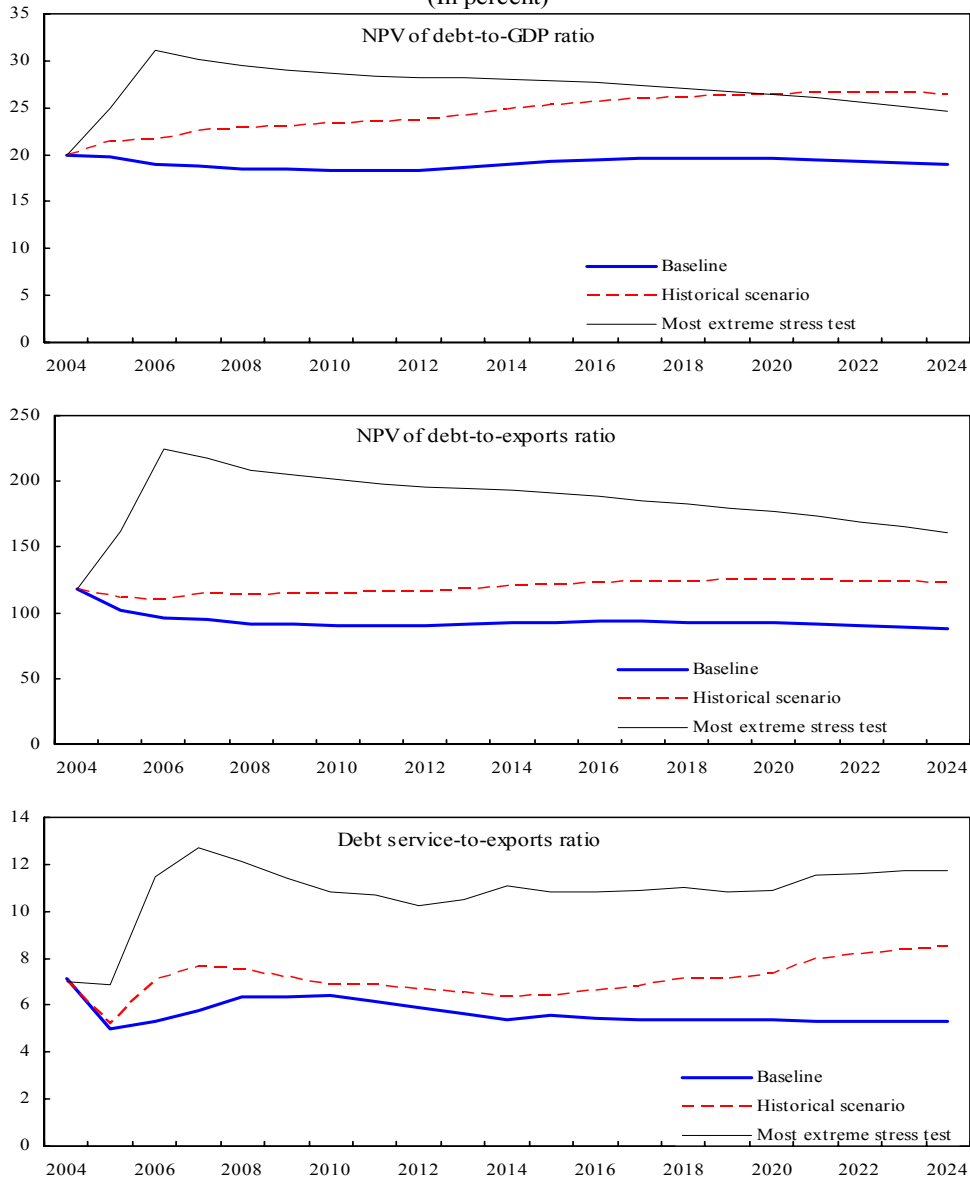 (In percent)
NPV of debt-to-GDP ratio
35
30
25
20
15
10
5
0
Baseline
Historical scenario
Most extreme stress test
2004 2006 2008 2010 2012 2014 2016 2018 2020 2022 2024
NPV of debt-to-exports ratio
250
200
150
100
50
0
Baseline
Historical scenario
Most extreme stress test
2004 2006 2008 2010 2012 2014 2016 2018 2020 2022 2024
Debt service-to-exports ratio
14
12
10
8
6
4
2
0
Baseline
Historical scenario
Most extreme stress test
2004 2006 2008 2010 2012 2014 2016 2018 2020 2022 2024